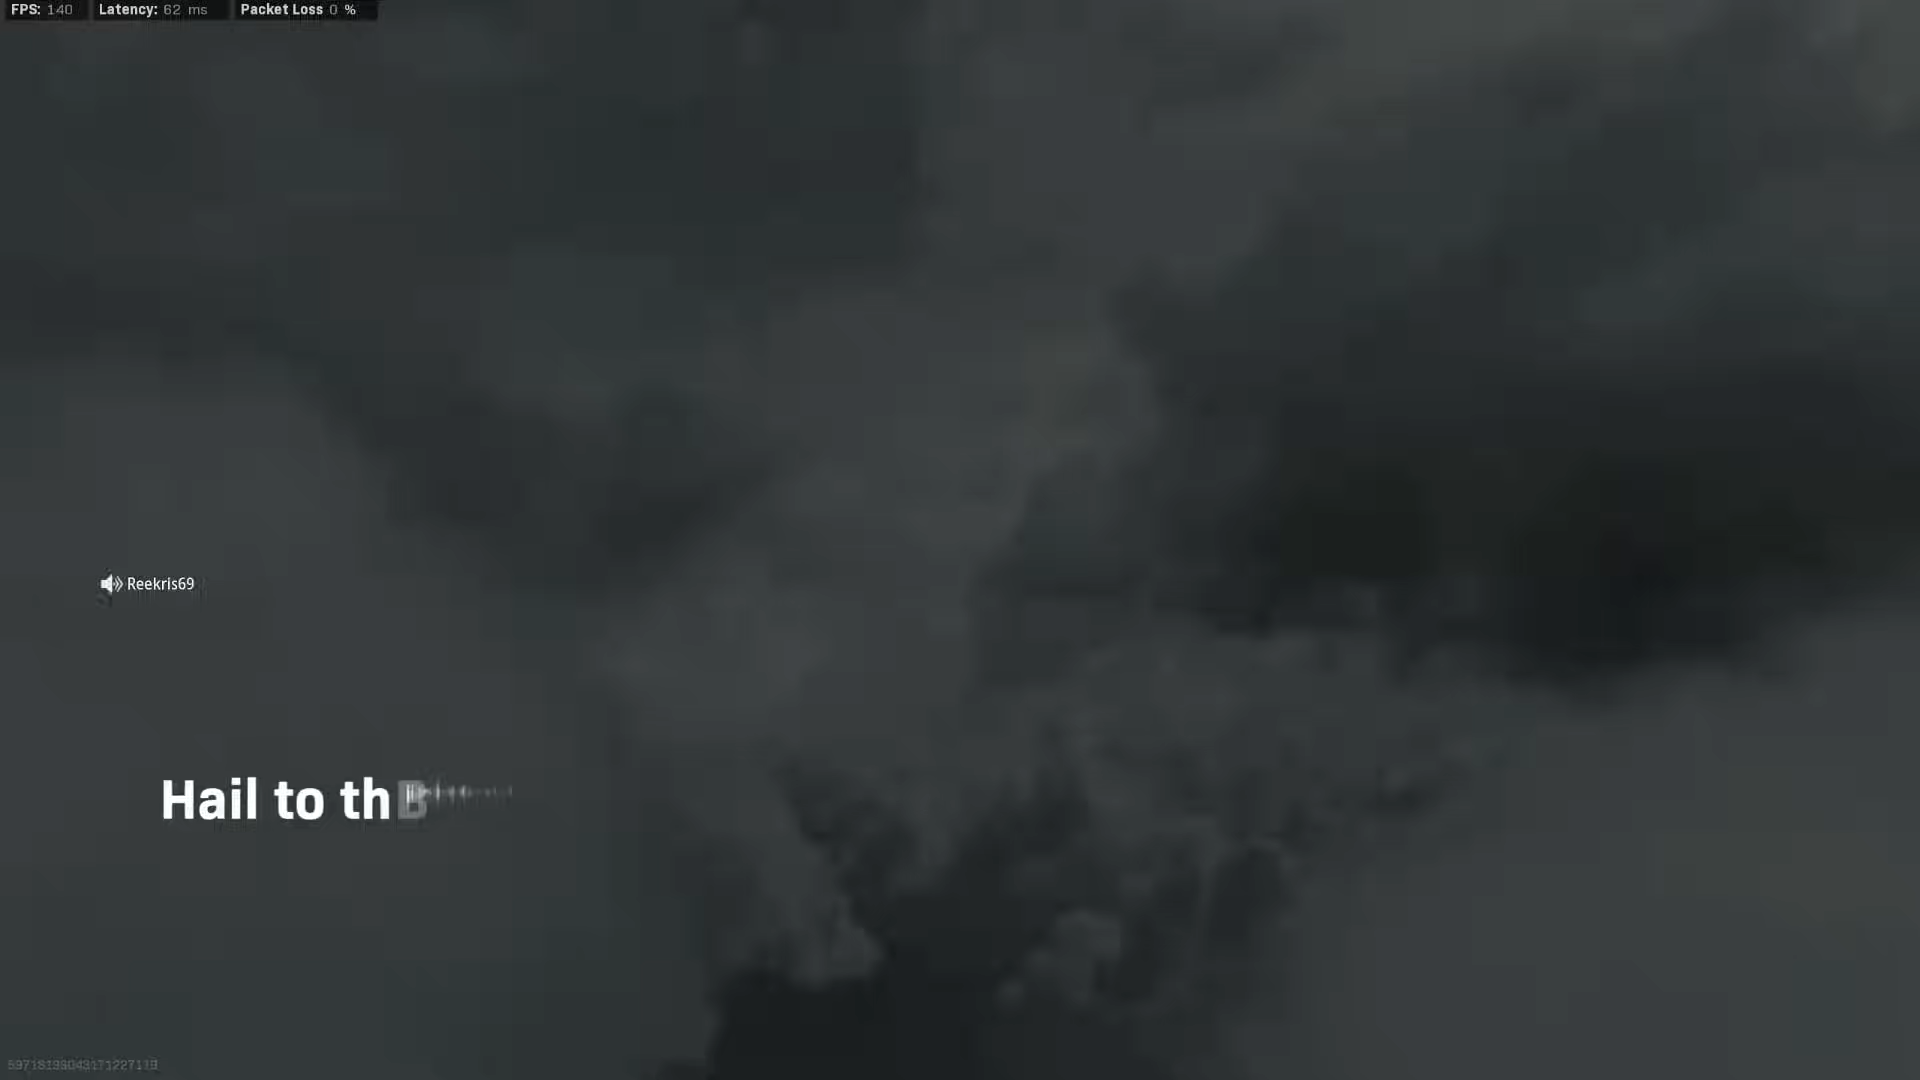 FPS: 140 Latency: 62 ms Packet Loss 0 %
Reekris69
Hail to th